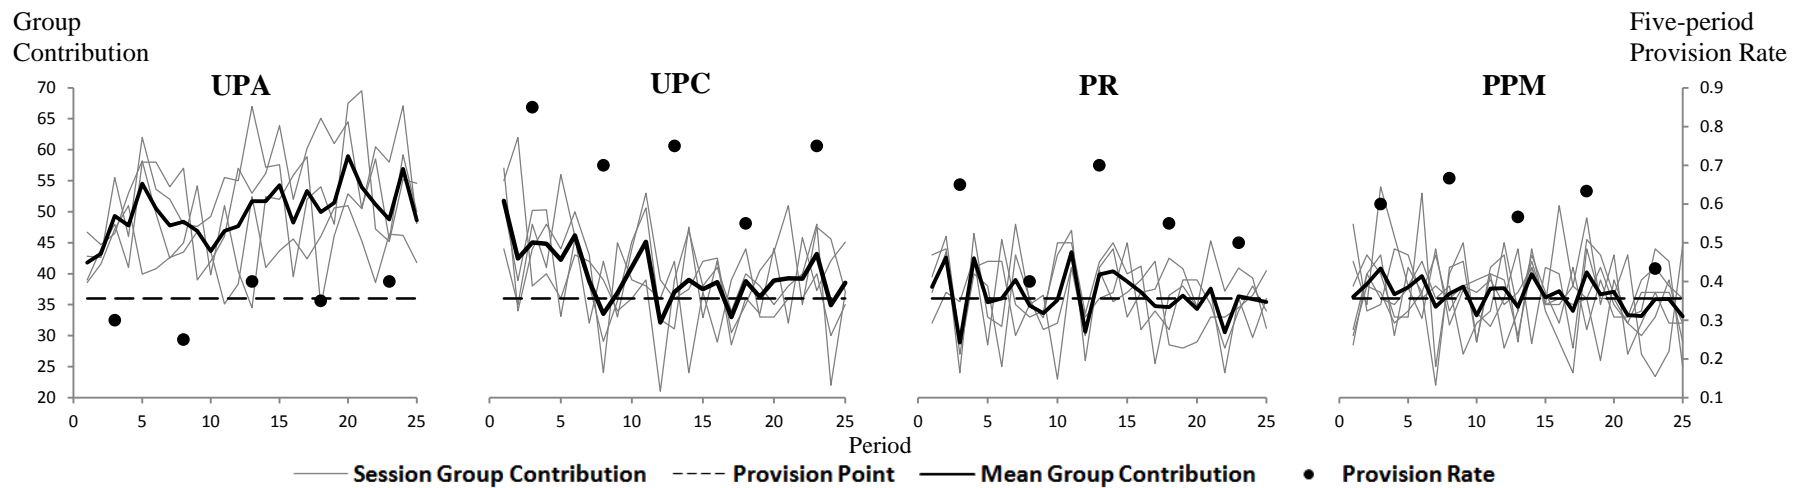 Group
Contribution
Five-period
Provision Rate
UPA
UPC
PR
PPM
70
65
60
55
50
45
40
35
30
25
20
0.9
0.8
0.7
0.6
0.5
0.4
0.3
0.2
0.1
0 5 10 15 20 25
0 5 10 15 20 25
0 5 10 15 20 25
0 5 10 15 20 25
Period
Session Group Contribution Provision Point Mean Group Contribution Provision Rate